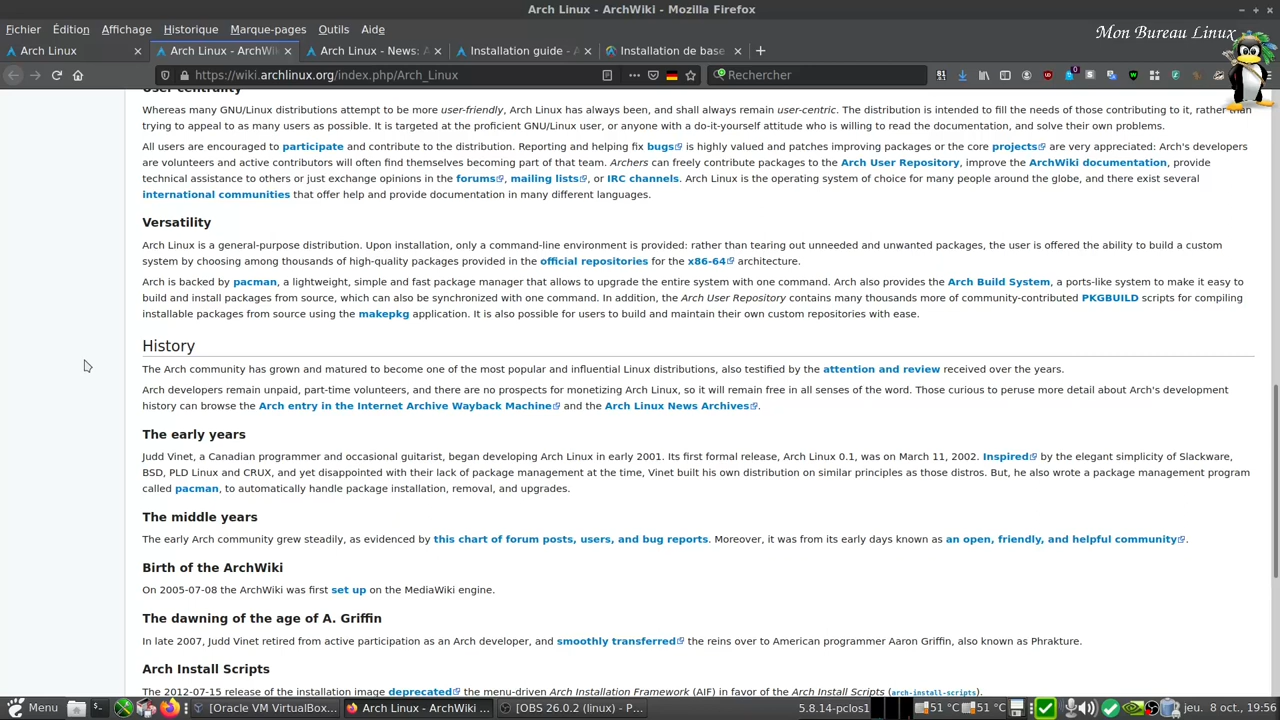 Arch Linux - ArchWiki - Mozilla Firefox
Fichier Édition Affichage Historique Marque-pages Outils Aide
Mon Bureau Linux
Arch Linux
Arch Linux - ArchWi
Arch Linux - News: A
Installation guide - A
Installation de base
https://wiki.archlinux.org/index.php/Arch_Linux
Rechercher
User centrality
Whereas many GNU/Linux distributions attempt to be more user-friendly, Arch Linux has always been, and shall always remain user-centric. The distribution is intended to fill the needs of those contributing to it, rather than
trying to appeal to as many users as possible. It is targeted at the proficient GNU/Linux user, or anyone with a do-it-yourself attitude who is willing to read the documentation, and solve their own problems.
All users are encouraged to participate and contribute to the distribution. Reporting and helping fix bugs is highly valued and patches improving packages or the core projects are very appreciated: Arch's developers
are volunteers and active contributors will often find themselves becoming part of that team. Archers can freely contribute packages to the Arch User Repository, improve the ArchWiki documentation, provide
technical assistance to others or just exchange opinions in the forums, mailing lists, or IRC channels. Arch Linux is the operating system of choice for many people around the globe, and there exist several
international communities that offer help and provide documentation in many different languages.
Versatility
Arch Linux is a general-purpose distribution. Upon installation, only a command-line environment is provided: rather than tearing out unneeded and unwanted packages, the user is offered the ability to build a custom
system by choosing among thousands of high-quality packages provided in the official repositories for the x86-64 architecture.
Arch is backed by pacman, a lightweight, simple and fast package manager that allows to upgrade the entire system with one command. Arch also provides the Arch Build System, a ports-like system to make it easy to
build and install packages from source, which can also be synchronized with one command. In addition, the Arch User Repository contains many thousands more of community-contributed PKGBUILD scripts for compiling
installable packages from source using the makepkg application. It is also possible for users to build and maintain their own custom repositories with ease.
History
The Arch community has grown and matured to become one of the most popular and influential Linux distributions, also testified by the attention and review received over the years.
Arch developers remain unpaid, part-time volunteers, and there are no prospects for monetizing Arch Linux, so it will remain free in all senses of the word. Those curious to peruse more detail about Arch's development
history can browse the Arch entry in the Internet Archive Wayback Machine and the Arch Linux News Archives.
The early years
Judd Vinet, a Canadian programmer and occasional guitarist, began developing Arch Linux in early 2001. Its first formal release, Arch Linux 0.1, was on March 11, 2002. Inspired by the elegant simplicity of Slackware,
BSD, PLD Linux and CRUX, and yet disappointed with their lack of package management at the time, Vinet built his own distribution on similar principles as those distros. But, he also wrote a package management program
called pacman, to automatically handle package installation, removal, and upgrades.
The middle years
The early Arch community grew steadily, as evidenced by this chart of forum posts, users, and bug reports. Moreover, it was from its early days known as an open, friendly, and helpful community.
Birth of the ArchWiki
On 2005-07-08 the ArchWiki was first set up on the MediaWiki engine.
The dawning of the age of A. Griffin
In late 2007, Judd Vinet retired from active participation as an Arch developer, and smoothly transferred the reins over to American programmer Aaron Griffin, also known as Phrakture.
Arch Install Scripts
The 2012-07-15 release of the installation image deprecated the menu-driven Arch Installation Framework (AIF) in favor of the Arch Install Scripts (arch-install-scripts).
Menu
[Oracle VM VirtualBox...
Arch Linux - ArchWiki ...
[OBS 26.0.2 (linux) - P...
5.8.14-pclos1
51 °C
51 °C
jeu. 8 oct., 19:56